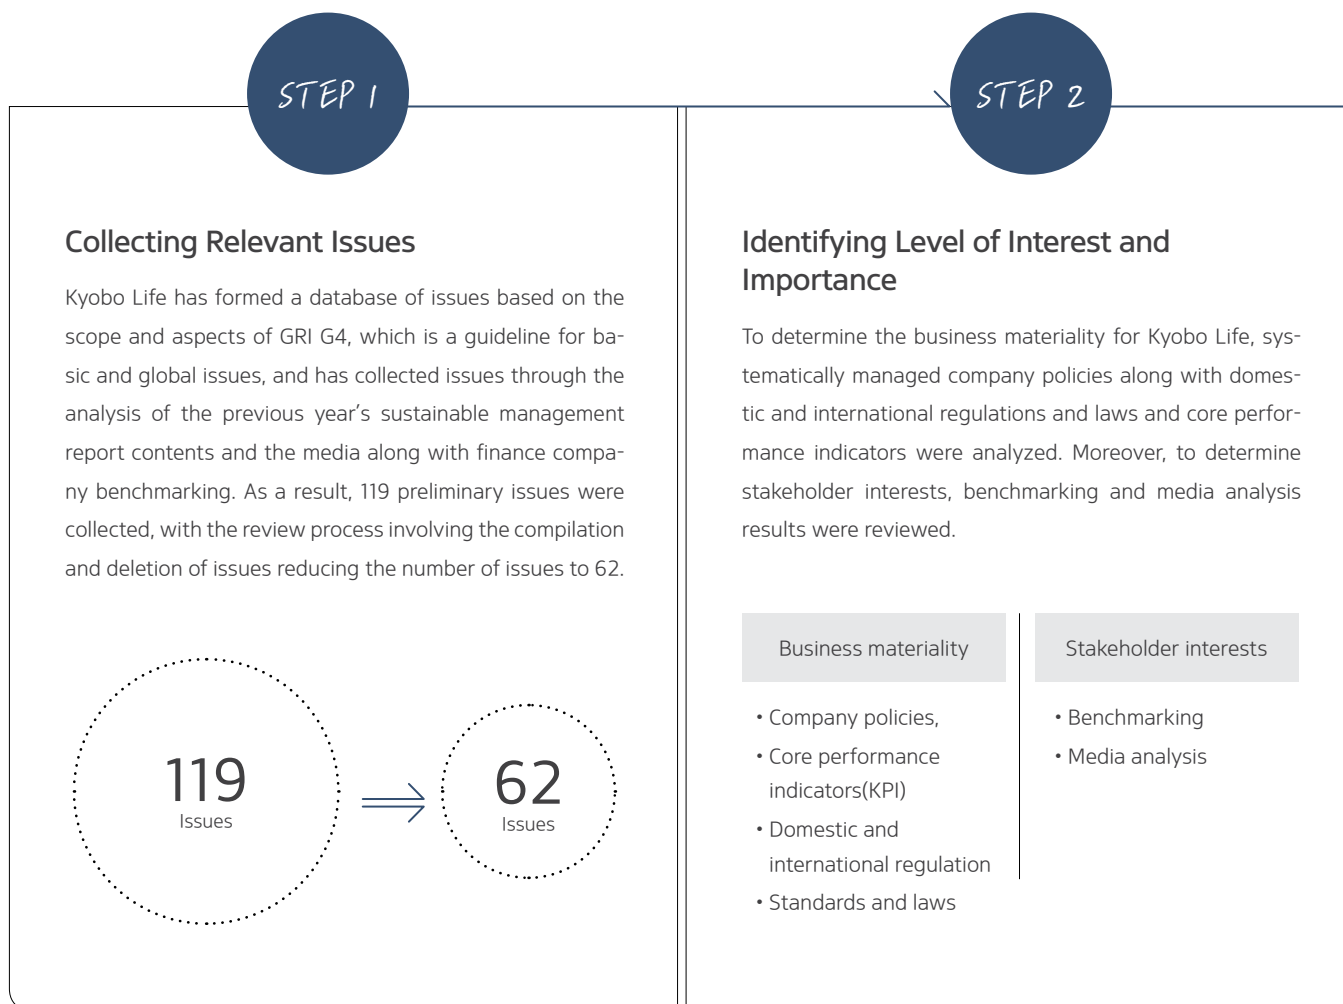 STEP 1
Collecting Relevant Issues
Kyobo Life has formed a database of issues based on the
scope and aspects of GRI G4, which is a guideline for ba-
sic and global issues, and has collected issues through the
analysis of the previous year’s sustainable management
report contents and the media along with finance compa-
ny benchmarking. As a result, 119 preliminary issues were
collected, with the review process involving the compilation
and deletion of issues reducing the number of issues to 62.
119
Issues
62
Issues
STEP 2
Identifying Level of Interest and
Importance
To determine the business materiality for Kyobo Life, sys-
tematically managed company policies along with domes-
tic and international regulations and laws and core perfor-
mance indicators were analyzed. Moreover, to determine
stakeholder interests, benchmarking and media analysis
results were reviewed.
Business materiality
• Company policies,
• Core performance
indicators(KPI)
• Domestic and
international regulation
• Standards and laws
Stakeholder interests
• Benchmarking
• Media analysis